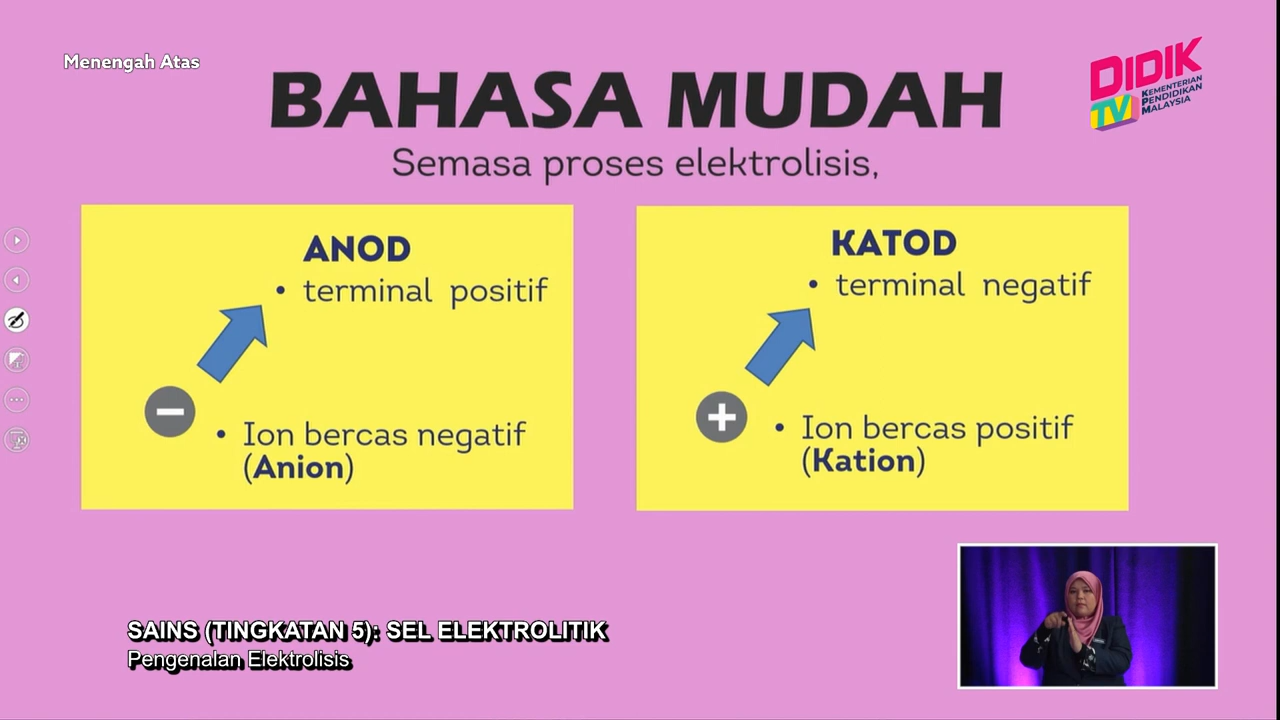 Menengah Atas
DIDIK
TV
KEMENTERIAN
PENDIDIKAN
MALAYSIA
BAHASA MUDAH
Semasa proses elektrolisis,
ANOD
• terminal positif
• Ion bercas negatif
(Anion)
KATOD
• terminal negatif
• Ion bercas positif
(Kation)
SAINS (TINGKATAN 5): SEL ELEKTROLITIK
Pengenalan Elektrolisis